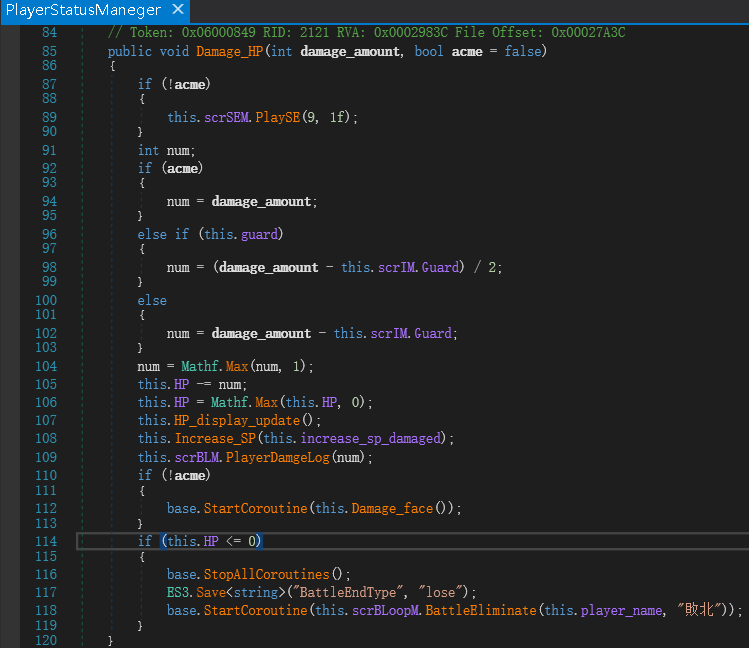 PlayerStatusManeger ✕
84 // Token: 0x06000849 RID: 2121 RVA: 0x0002983C File Offset: 0x00027A3C
85 public void Damage_HP(int damage_amount, bool acme = false)
86 {
87 if (!acme)
88 {
89 this.scrSEM.PlaySE(9, 1f);
90 }
91 int num;
92 if (acme)
93 {
94 num = damage_amount;
95 }
96 else if (this.guard)
97 {
98 num = (damage_amount - this.scrIM.Guard) / 2;
99 }
100 else
101 {
102 num = damage_amount - this.scrIM.Guard;
103 }
104 num = Mathf.Max(num, 1);
105 this.HP -= num;
106 this.HP = Mathf.Max(this.HP, 0);
107 this.HP_display_update();
108 this.Increase_SP(this.increase_sp_damaged);
109 this.scrBLM.PlayerDamgeLog(num);
110 if (!acme)
111 {
112 base.StartCoroutine(this.Damage_face());
113 }
114 if (this.HP <= 0)
115 {
116 base.StopAllCoroutines();
117 ES3.Save<string>("BattleEndType", "lose");
118 base.StartCoroutine(this.scrBLoopM.BattleEliminate(this.player_name, "敗北"));
119 }
120 }